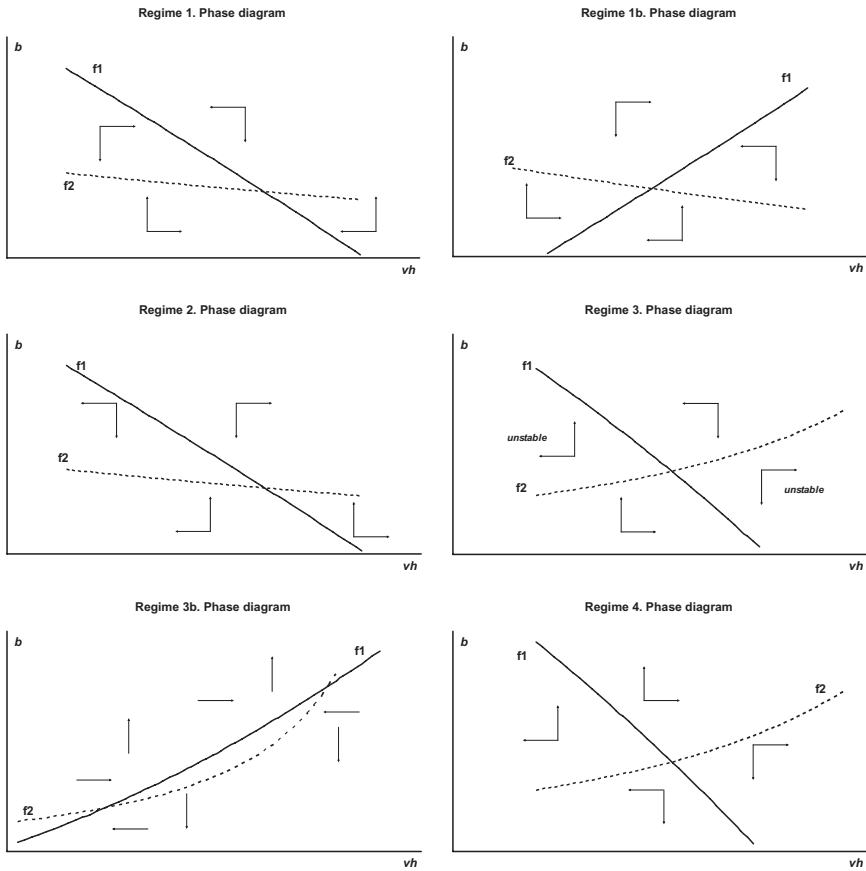 Regime 1. Phase diagram
b
f1
f2
vh
Regime 1b. Phase diagram
b
f1
f2
vh
Regime 2. Phase diagram
b
f1
f2
vh
Regime 3. Phase diagram
b
f1
unstable
f2
unstable
vh
Regime 3b. Phase diagram
b
f1
f2
vh
Regime 4. Phase diagram
b
f1
f2
vh